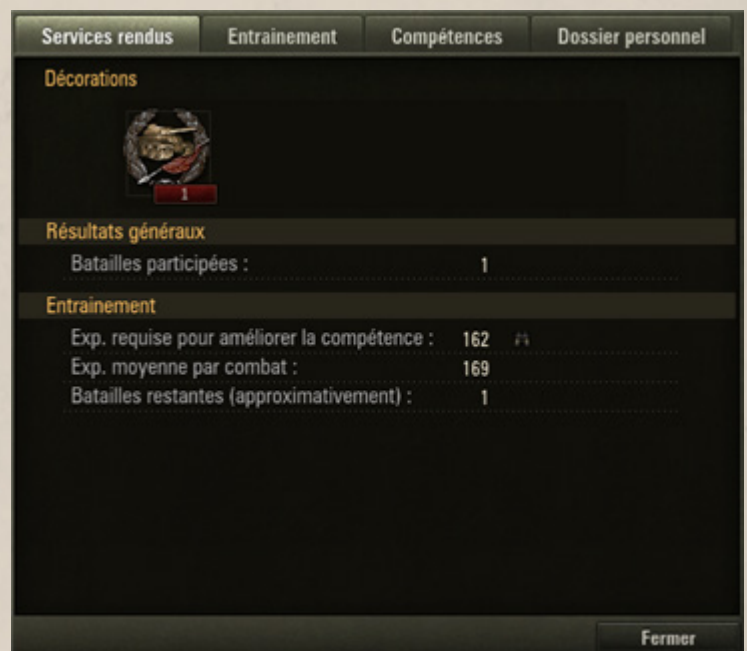 Services rendus
Entrainement
Compétences
Dossier personnel
Décorations
1
Résultats généraux
Batailles participées : 1
Entrainement
Exp. requise pour améliorer la compétence : 162
Exp. moyenne par combat : 169
Batailles restantes (approximativement) : 1
Fermer